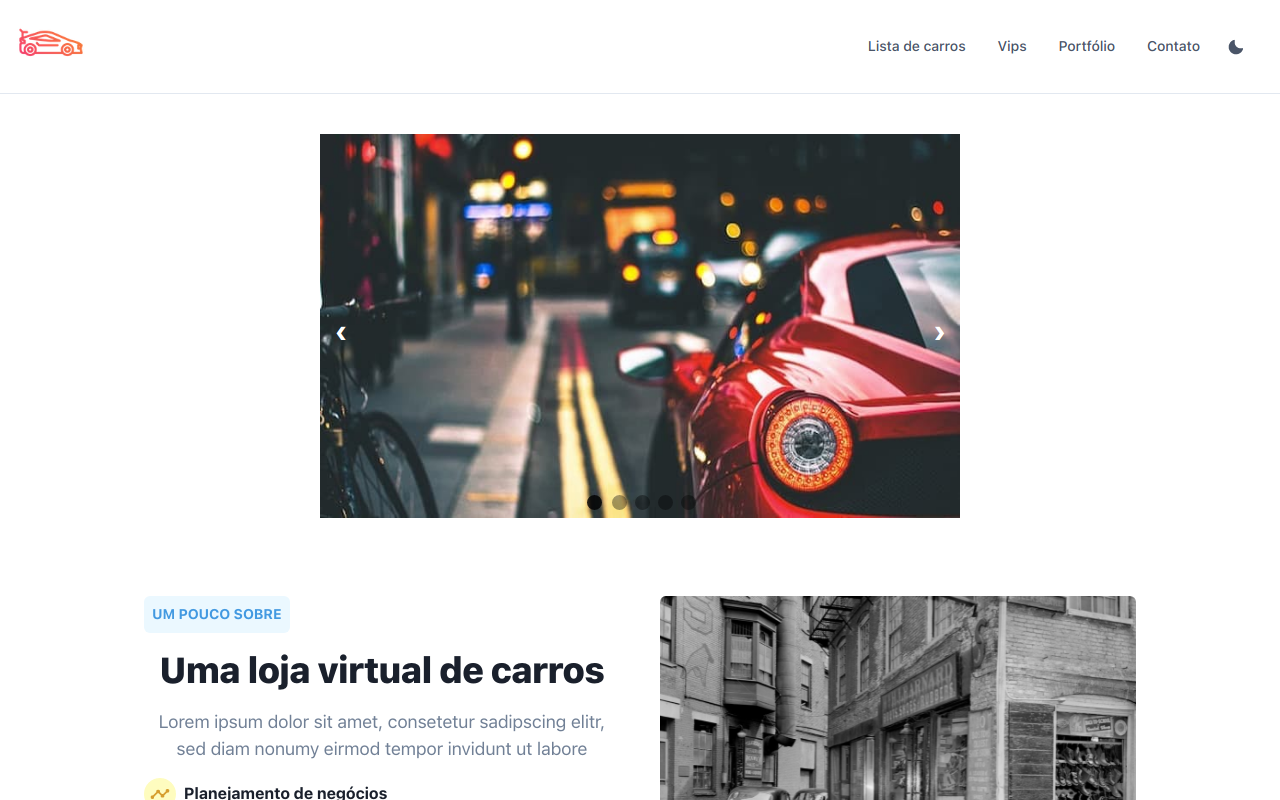 Lista de carros
Vips
Portfólio
Contato
❮
❯
UM POUCO SOBRE
Uma loja virtual de carros
Lorem ipsum dolor sit amet, consetetur sadipscing elitr,
sed diam nonumy eirmod tempor invidunt ut labore
Planejamento de negócios